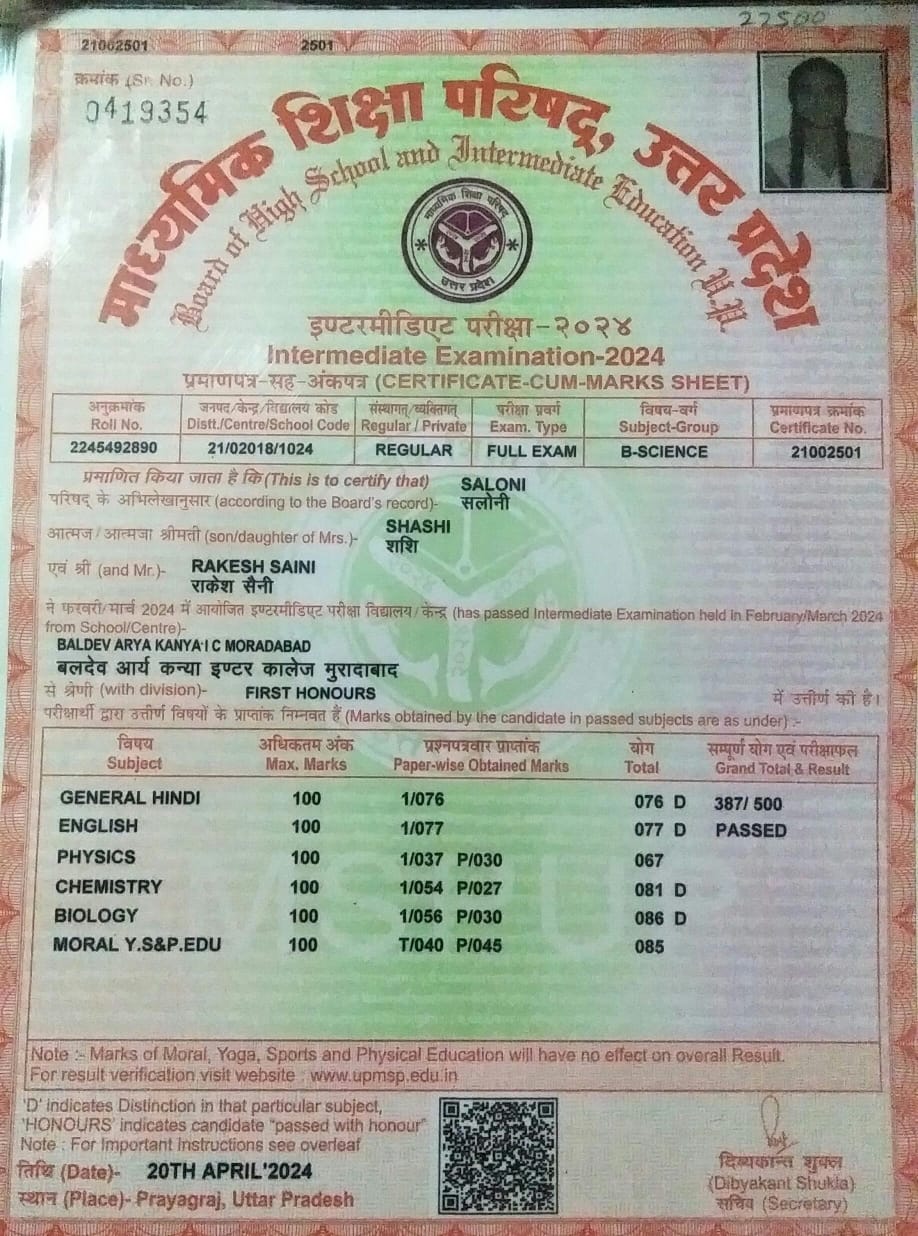 22500
21002501 2501
क्रमांक (Sr. No.)
0419354
माध्यमिक शिक्षा परिषद्, उत्तर प्रदेश
Board of High School and Intermediate Education U.P.
माध्यमिक शिक्षा परिषद्
उत्तर प्रदेश
इण्टरमीडिएट परीक्षा-२०२४
Intermediate Examination-2024
प्रमाणपत्र-सह-अंकपत्र (CERTIFICATE-CUM-MARKS SHEET)
अनुक्रमांक जनपद/केन्द्र/विद्यालय कोड संस्थागत्/व्यक्तिगत् परीक्षा प्रवर्ग विषय-वर्ग प्रमाणपत्र क्रमांक
Roll No. Distt./Centre/School Code Regular / Private Exam. Type Subject-Group Certificate No.
2245492890 21/02018/1024 REGULAR FULL EXAM B-SCIENCE 21002501
प्रमाणित किया जाता है कि (This is to certify that) SALONI
परिषद् के अभिलेखानुसार (according to the Board's record)- सलोनी
आत्मज/आत्मजा श्रीमती (son/daughter of Mrs.)- SHASHI
शशि
एवं श्री (and Mr.)- RAKESH SAINI
राकेश सैनी
ने फरवरी/मार्च 2024 में आयोजित इण्टरमीडिएट परीक्षा विद्यालय/केन्द्र (has passed Intermediate Examination held in February/March 2024
from School/Centre)-
BALDEV ARYA KANYA I C MORADABAD
बलदेव आर्य कन्या इण्टर कालेज मुरादाबाद
से श्रेणी (with division)- FIRST HONOURS में उत्तीर्ण की है।
परीक्षार्थी द्वारा उत्तीर्ण विषयों के प्राप्तांक निम्नवत हैं (Marks obtained by the candidate in passed subjects are as under) :-
विषय अधिकतम अंक प्रश्नपत्रवार प्राप्तांक योग सम्पूर्ण योग एवं परीक्षाफल
Subject Max. Marks Paper-wise Obtained Marks Total Grand Total & Result
GENERAL HINDI 100 1/076 076 D 387/ 500
ENGLISH 100 1/077 077 D PASSED
PHYSICS 100 1/037 P/030 067
CHEMISTRY 100 1/054 P/027 081 D
BIOLOGY 100 1/056 P/030 086 D
MORAL Y.S&P.EDU 100 T/040 P/045 085
Note :- Marks of Moral, Yoga, Sports and Physical Education will have no effect on overall Result.
For result verification visit website : www.upmsp.edu.in
'D' indicates Distinction in that particular subject,
'HONOURS' indicates candidate "passed with honour"
Note : For Important Instructions see overleaf
तिथि (Date)- 20TH APRIL'2024
स्थान (Place)- Prayagraj, Uttar Pradesh
दिब्यकान्त शुक्ल
(Dibyakant Shukla)
सचिव (Secretary)